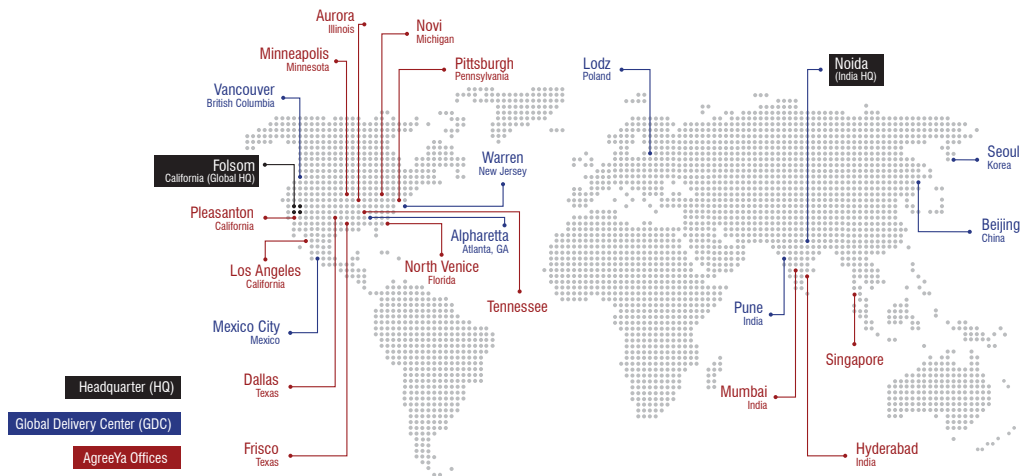 Aurora
Illinois
Novi
Michigan
Minneapolis
Minnesota
Pittsburgh
Pennsylvania
Lodz
Poland
Noida
(India HQ)
Vancouver
British Columbia
Folsom
California (Global HQ)
Warren
New Jersey
Seoul
Korea
Pleasanton
California
Alpharetta
Atlanta, GA
Beijing
China
Los Angeles
California
North Venice
Florida
Tennessee
Mexico City
Mexico
Pune
India
Singapore
Headquarter (HQ)
Dallas
Texas
Mumbai
India
Global Delivery Center (GDC)
AgreeYa Offices
Frisco
Texas
Hyderabad
India